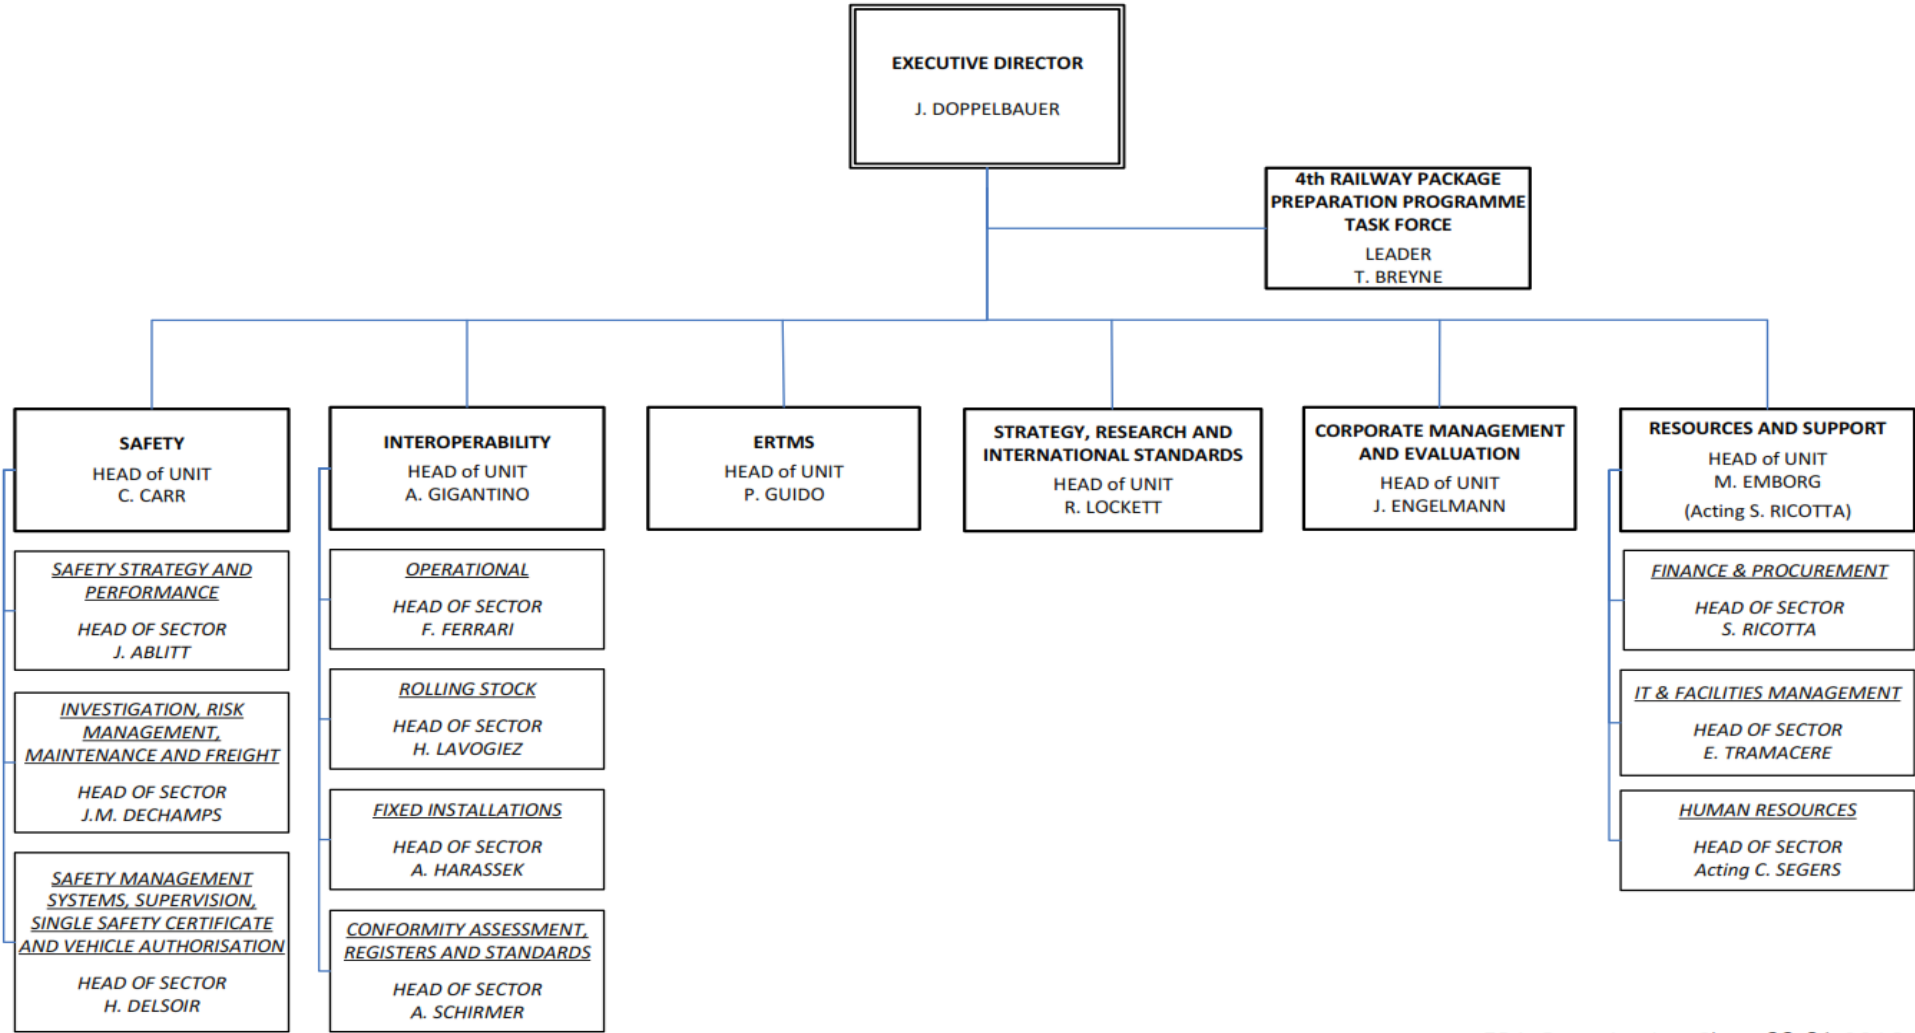 EXECUTIVE DIRECTOR
J. DOPPELBAUER
4th RAILWAY PACKAGE
PREPARATION PROGRAMME
TASK FORCE
LEADER
T. BREYNE
SAFETY
HEAD of UNIT
C. CARR
SAFETY STRATEGY AND
PERFORMANCE
HEAD OF SECTOR
J. ABLITT
INVESTIGATION, RISK
MANAGEMENT,
MAINTENANCE AND FREIGHT
HEAD OF SECTOR
J.M. DECHAMPS
SAFETY MANAGEMENT
SYSTEMS, SUPERVISION,
SINGLE SAFETY CERTIFICATE
AND VEHICLE AUTHORISATION
HEAD OF SECTOR
H. DELSOIR
INTEROPERABILITY
HEAD of UNIT
A. GIGANTINO
OPERATIONAL
HEAD OF SECTOR
F. FERRARI
ROLLING STOCK
HEAD OF SECTOR
H. LAVOGIEZ
FIXED INSTALLATIONS
HEAD OF SECTOR
A. HARASSEK
CONFORMITY ASSESSMENT,
REGISTERS AND STANDARDS
HEAD OF SECTOR
A. SCHIRMER
ERTMS
HEAD of UNIT
P. GUIDO
STRATEGY, RESEARCH AND
INTERNATIONAL STANDARDS
HEAD of UNIT
R. LOCKETT
CORPORATE MANAGEMENT
AND EVALUATION
HEAD of UNIT
J. ENGELMANN
RESOURCES AND SUPPORT
HEAD of UNIT
M. EMBORG
(Acting S. RICOTTA)
FINANCE & PROCUREMENT
HEAD OF SECTOR
S. RICOTTA
IT & FACILITIES MANAGEMENT
HEAD OF SECTOR
E. TRAMACERE
HUMAN RESOURCES
HEAD OF SECTOR
Acting C. SEGERS